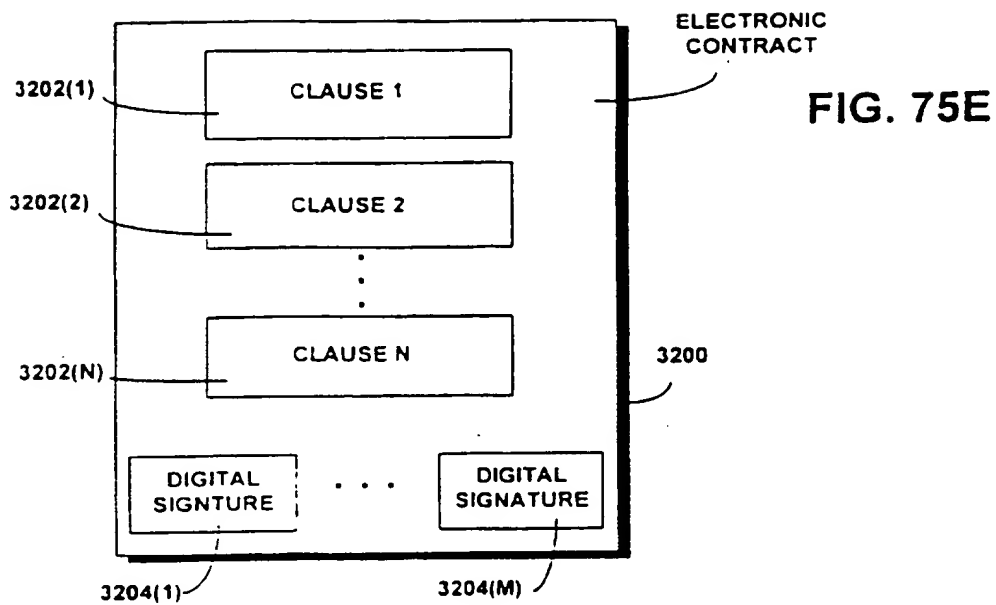 ELECTRONIC
CONTRACT
FIG. 75E
3202(1)
CLAUSE 1
3202(2)
CLAUSE 2
3202(N)
CLAUSE N
3200
DIGITAL
SIGNTURE
DIGITAL
SIGNATURE
3204(1)
3204(M)